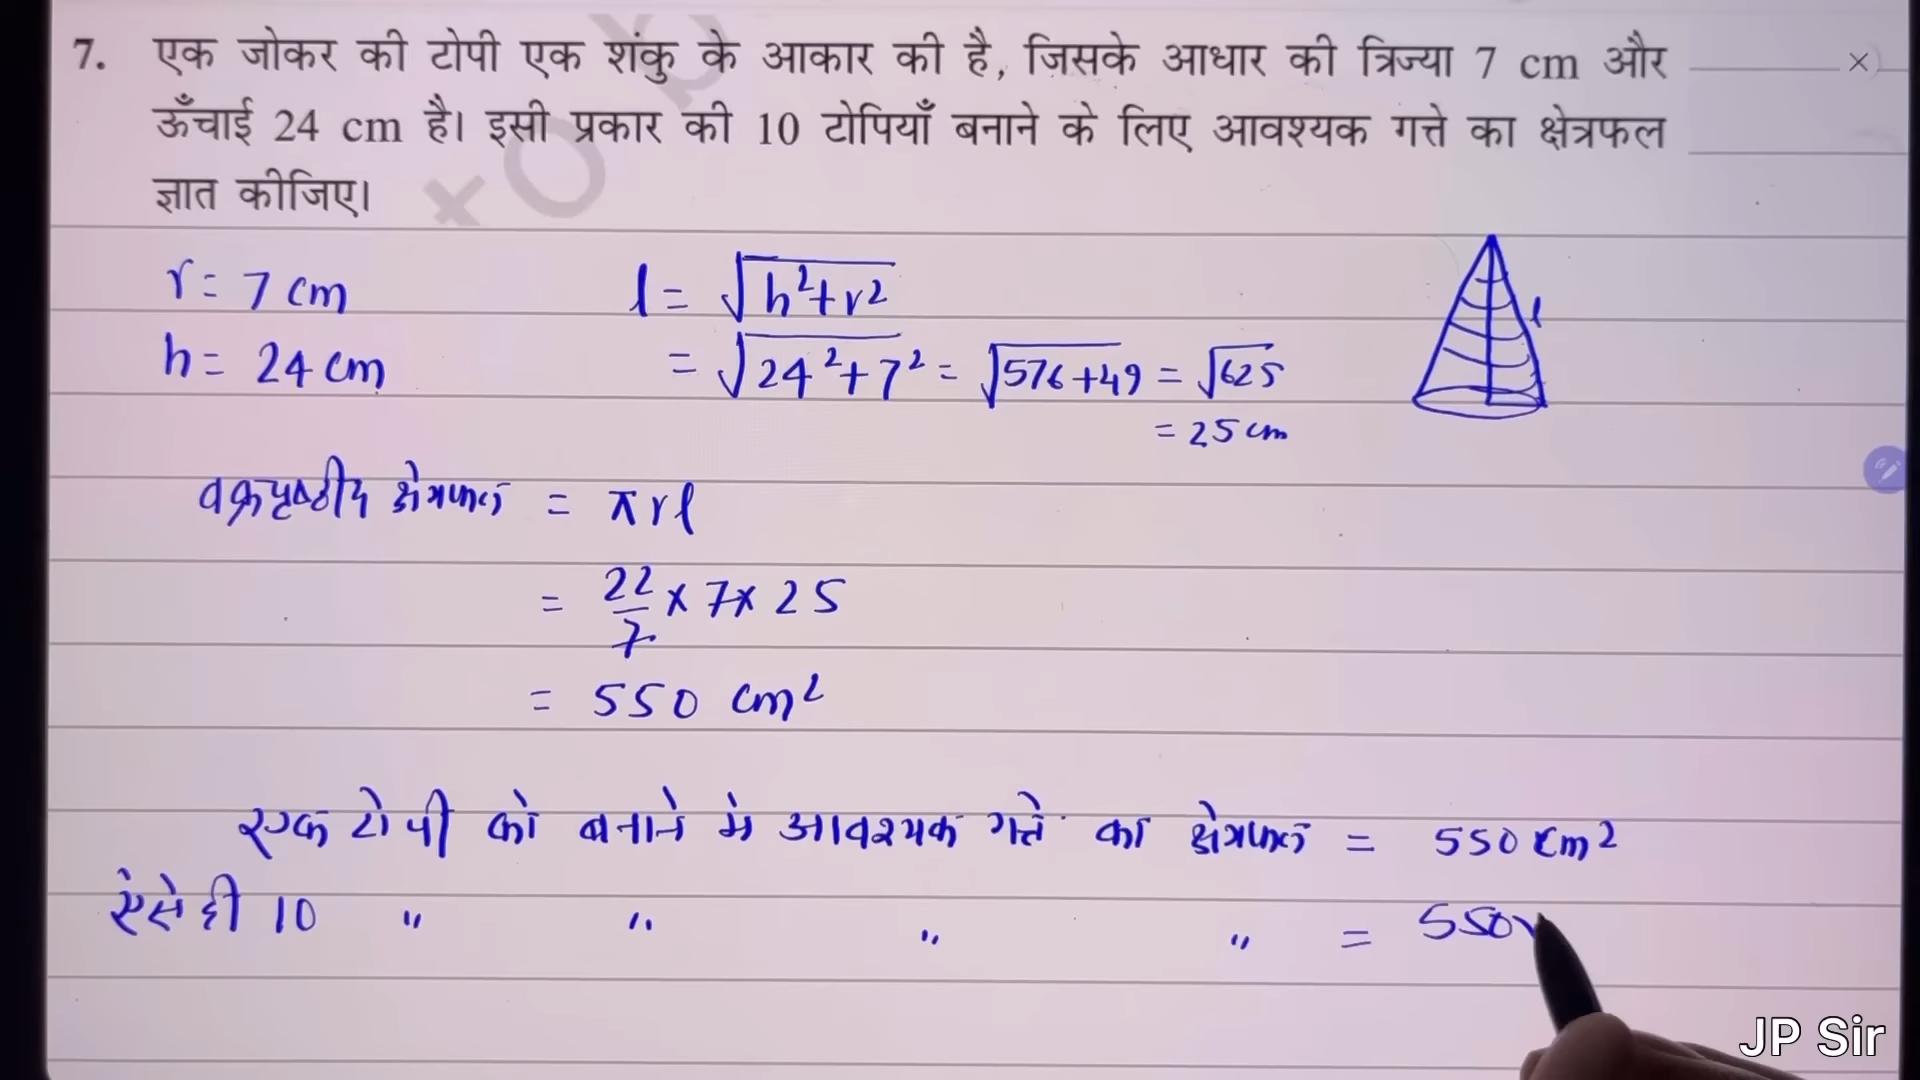 7. एक जोकर की टोपी एक शंकु के आकार की है, जिसके आधार की त्रिज्या 7 cm और
ऊँचाई 24 cm है। इसी प्रकार की 10 टोपियाँ बनाने के लिए आवश्यक गत्ते का क्षेत्रफल
ज्ञात कीजिए।
r = 7 cm
h = 24 cm
l = √h²+r²
= √24²+7² = √576+49 = √625
= 25 cm
l
वक्रपृष्ठीय क्षेत्रफल = πrl
= 22/7 × 7 × 25
= 550 cm²
एक टोपी को बनाने मे आवश्यक गत्ते का क्षेत्रफल = 550 cm²
ऐसे ही 10 " " " " = 550×
JP Sir